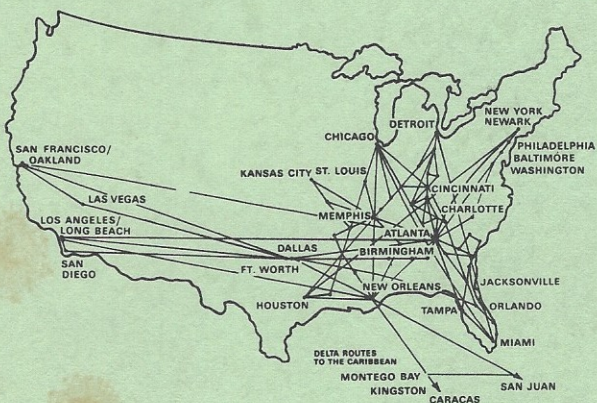 NEW YORK
NEWARK
DETROIT
CHICAGO
PHILADELPHIA
BALTIMORE
WASHINGTON
SAN FRANCISCO/
OAKLAND
KANSAS CITY
ST. LOUIS
CINCINNATI
LAS VEGAS
CHARLOTTE
MEMPHIS
LOS ANGELES/
LONG BEACH
ATLANTA
BIRMINGHAM
DALLAS
SAN
DIEGO
FT. WORTH
NEW ORLEANS
JACKSONVILLE
HOUSTON
TAMPA
ORLANDO
MIAMI
DELTA ROUTES
TO THE CARIBBEAN
MONTEGO BAY
KINGSTON
CARACAS
SAN JUAN